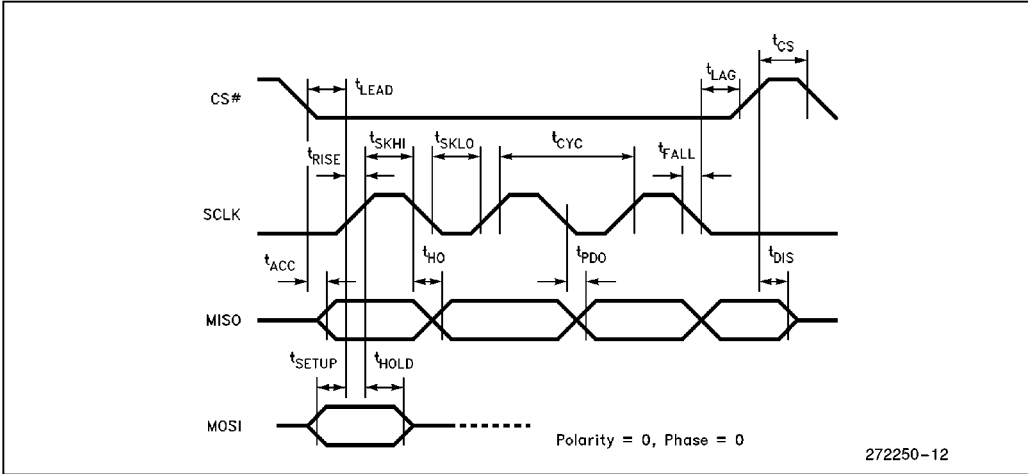 tCS
tLAG
tLEAD
CS#
tSKHI
tSKLO
tCYC
tRISE
tFALL
SCLK
tACC
tHO
tPDO
tDIS
MISO
tSETUP
tHOLD
MOSI
Polarity = 0, Phase = 0
272250-12